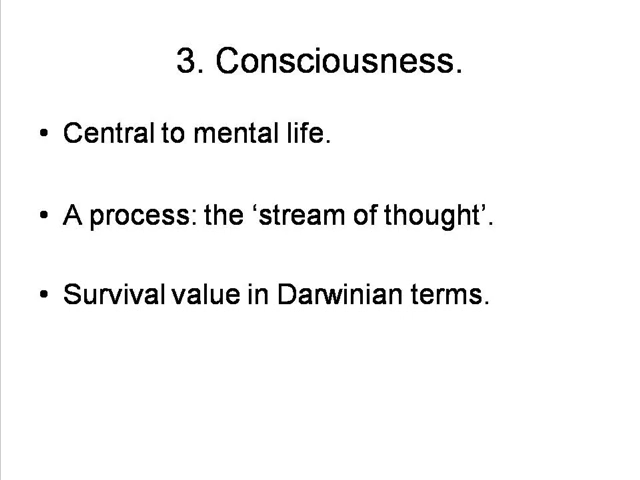 3. Consciousness.
• Central to mental life.
• A process: the ‘stream of thought’.
• Survival value in Darwinian terms.